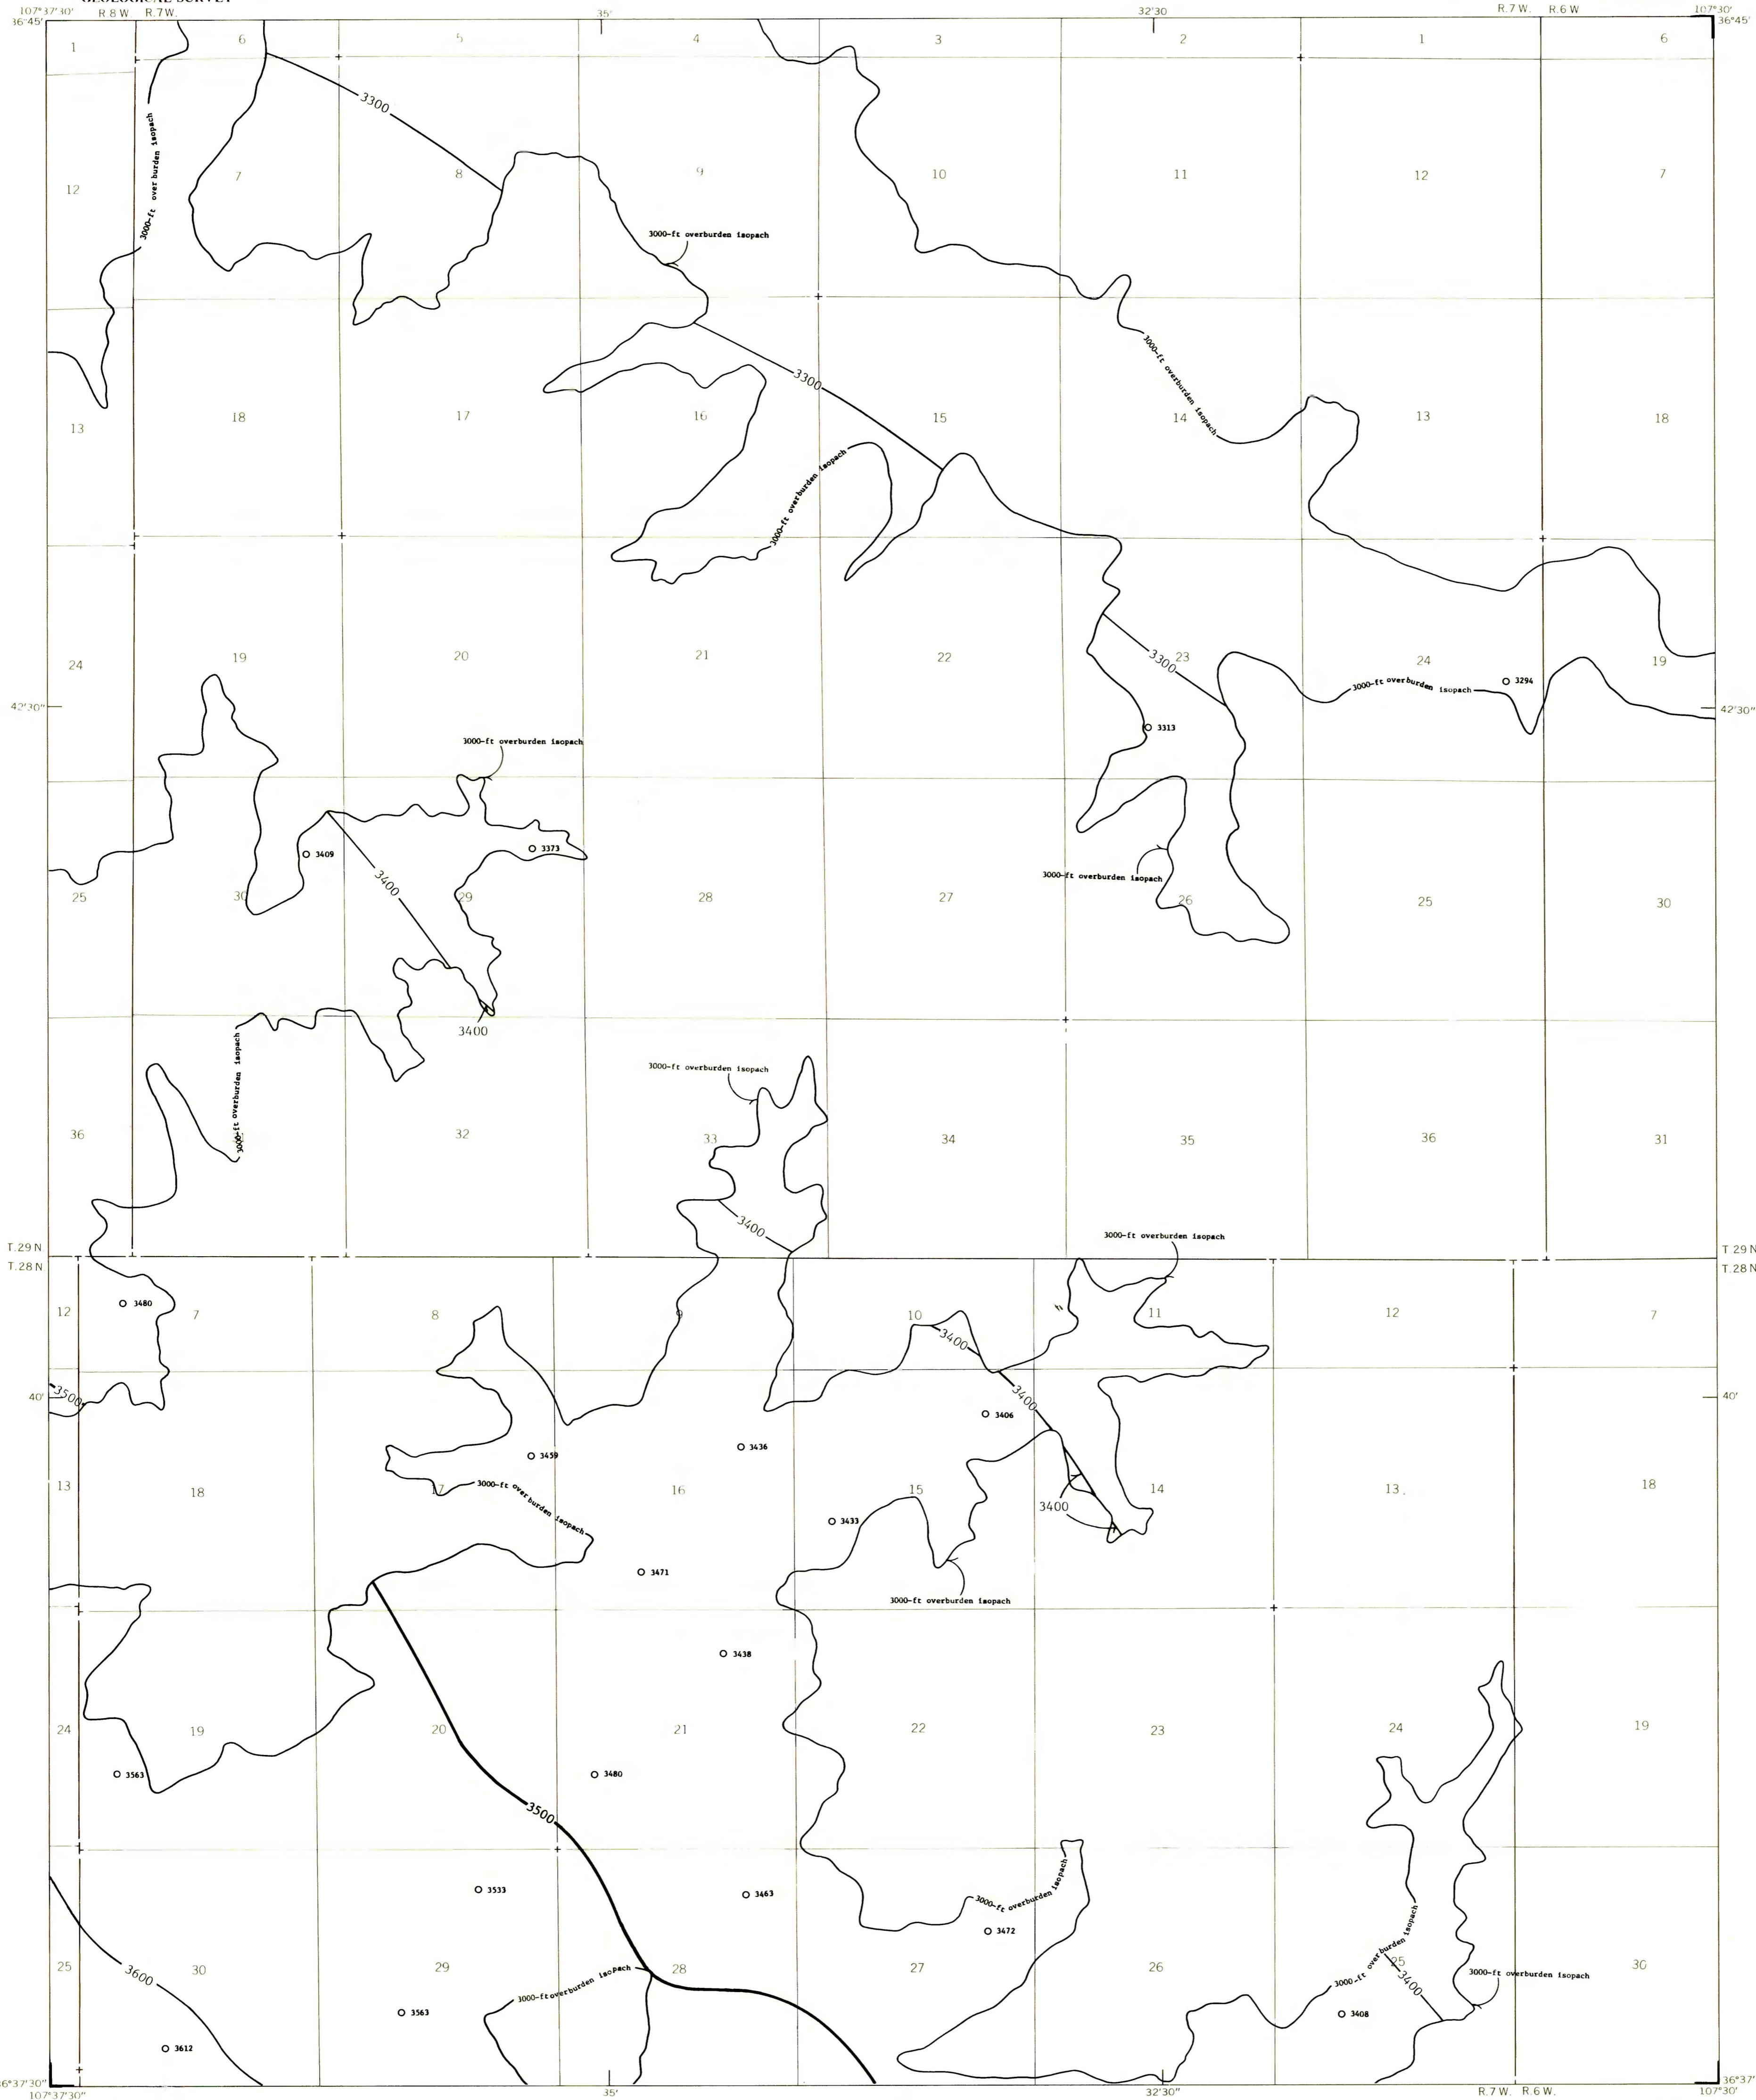 GEOLOGICAL SURVEY
107°37'30" R.8 W. R.7 W. 35' 32'30 R.7 W. R.6 W 107°30'
36°45' 36°45'
1 6 5 4 3 2 1 6
3300
3000-ft overburden isopach
12 7 8 9 10 11 12 7
3000-ft overburden isopach
3000-ft overburden isopach
3300
13 18 17 16 15 14 13 18
3000-ft overburden isopach
24 19 20 21 22 3300 23 24 19
3000-ft overburden isopach
3294
42'30" 42'30"
3313
3000-ft overburden isopach
3409 3373
3400
3000-ft overburden isopach
25 30 29 28 27 26 25 30
3400
3000-ft overburden isopach
3000-ft overburden isopach
36 32 33 34 35 36 31
3400
3000-ft overburden isopach
T.29 N T.29 N
T.28 N T.28 N
3480
12 7 8 9 10 11 12 7
3400
3500
40' 40'
3400
3406
3436
3459
13 18 17 16 15 14 13. 18
3000-ft overburden isopach
3400
3433
3471
3000-ft overburden isopach
3438
24 19 20 21 22 23 24 19
3563 3480
3500
3533 3463
3000-ft overburden isopach
3472
3000-ft overburden isopach
25 30 29 28 27 26 25 30
3600
3000-ft overburden isopach
3400
3000-ft overburden isopach
3563 3408
3612
6°37'30" 36°37'
107°37'30" 35' 32'30" R.7 W. R.6 W. 107°30'